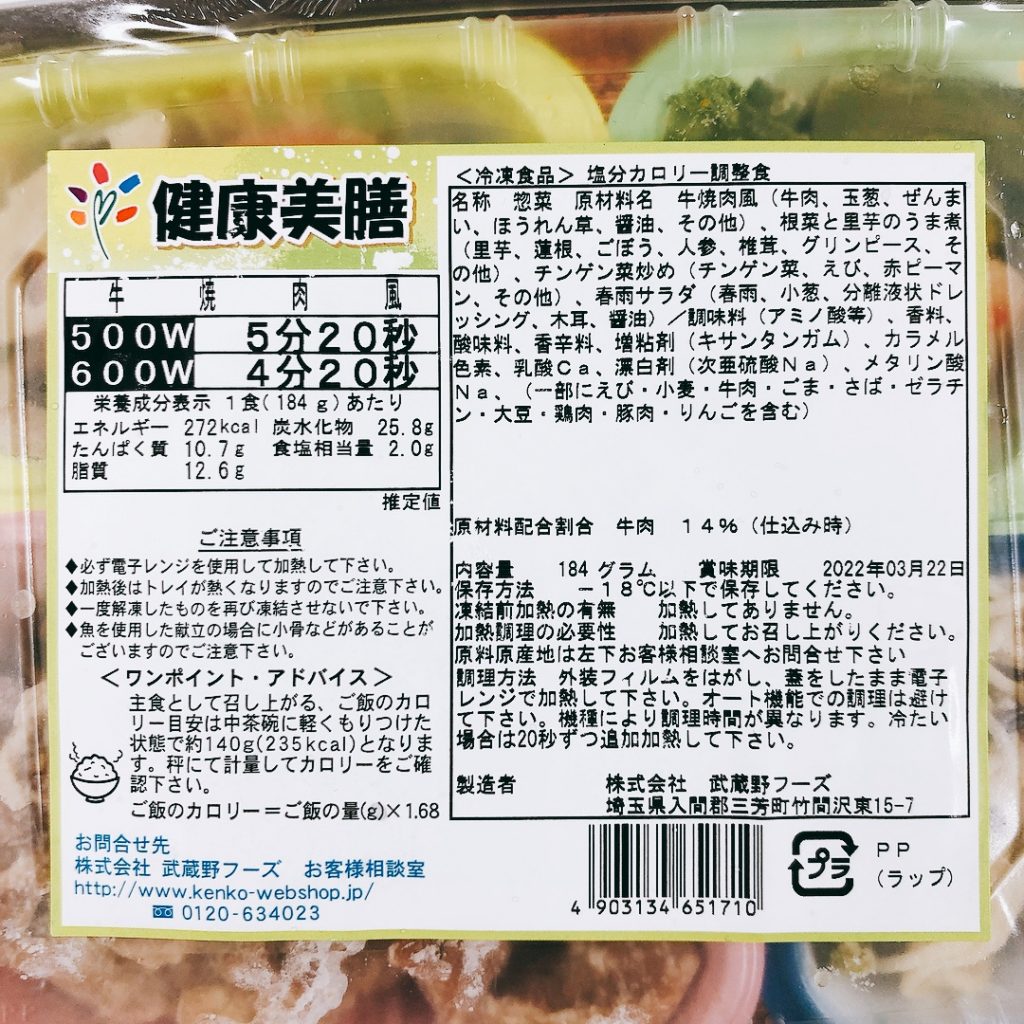 健康美膳
牛焼肉風
500W 5分20秒
600W 4分20秒
栄養成分表示 1食(184g)あたり
エネルギー 272kcal 炭水化物 25.8g
たんぱく質 10.7g 食塩相当量 2.0g
脂質 12.6g
推定値
ご注意事項
◆必ず電子レンジを使用して加熱して下さい。
◆加熱後はトレイが熱くなりますのでご注意下さい。
◆一度解凍したものを再び凍結させないで下さい。
◆魚を使用した献立の場合に小骨などがあることが
ございますのでご注意下さい。
<ワンポイント・アドバイス>
主食として召し上がる、ご飯のカロ
リー目安は中茶碗に軽くもりつけた
状態で約140g(235kcal)となりま
す。秤にて計量してカロリーをご確
認下さい。
ご飯のカロリー＝ご飯の量(g)×1.68
お問合せ先
株式会社 武蔵野フーズ お客様相談室
http://www.kenko-webshop.jp/
0120-634023
<冷凍食品> 塩分カロリー調整食
名称 惣菜 原材料名 牛焼肉風（牛肉、玉葱、ぜんま
い、ほうれん草、醤油、その他）、根菜と里芋のうま煮
（里芋、蓮根、ごぼう、人参、椎茸、グリンピース、そ
の他）、チンゲン菜炒め（チンゲン菜、えび、赤ピーマ
ン、その他）、春雨サラダ（春雨、小葱、分離液状ドレ
ッシング、木耳、醤油）／調味料（アミノ酸等）、香料、
酸味料、香辛料、増粘剤（キサンタンガム）、カラメル
色素、乳酸Ca、漂白剤（次亜硫酸Na）、メタリン酸
Na、（一部にえび・小麦・牛肉・ごま・さば・ゼラチ
ン・大豆・鶏肉・豚肉・りんごを含む）
原材料配合割合 牛肉 14%（仕込み時）
内容量 184グラム 賞味期限 2022年03月22日
保存方法 －18℃以下で保存してください。
凍結前加熱の有無 加熱してありません。
加熱調理の必要性 加熱してお召し上がりください。
原料原産地は左下お客様相談室へお問合せ下さい
調理方法 外装フィルムをはがし、蓋をしたまま電子
レンジで加熱して下さい。オート機能での調理は避け
て下さい。機種により調理時間が異なります。冷たい
場合は20秒ずつ追加加熱して下さい。
製造者 株式会社 武蔵野フーズ
埼玉県入間郡三芳町竹間沢東15-7
4 903134 651710
プラ
PP
（ラップ）